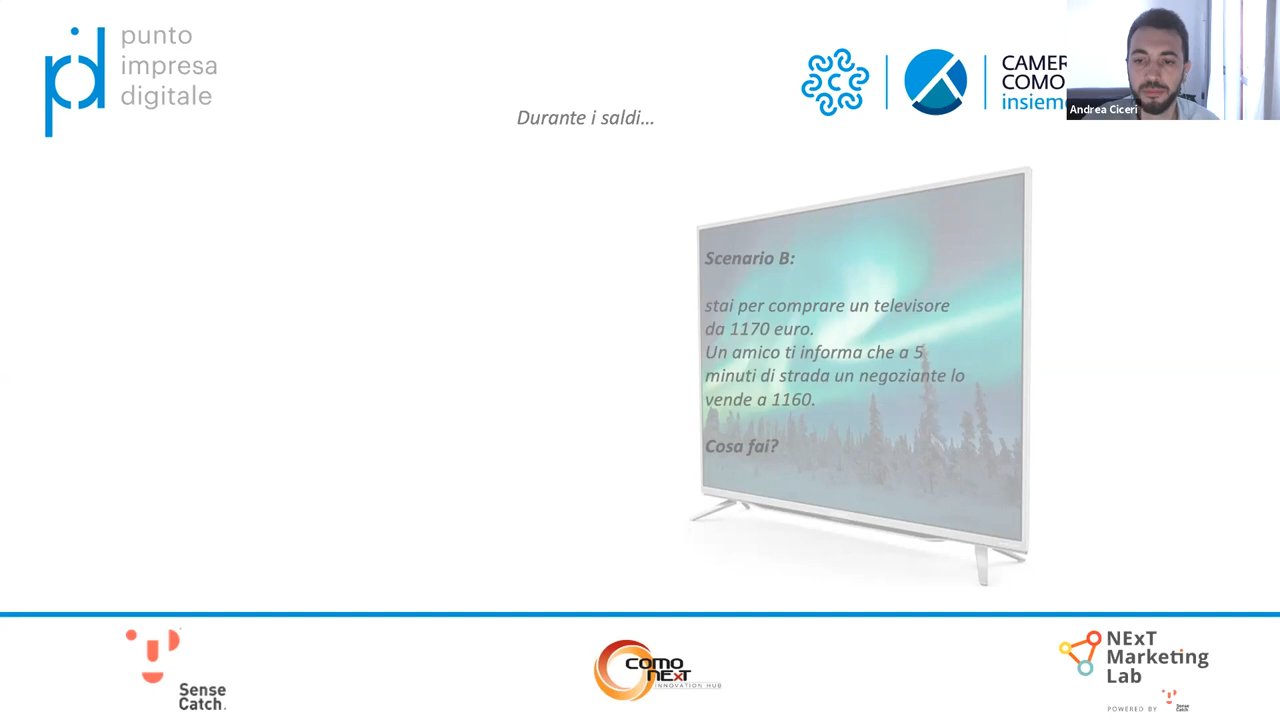 punto
impresa
digitale
CAMER
COMO
insiem
Andrea Ciceri
Durante i saldi...
Scenario B:
stai per comprare un televisore
da 1170 euro.
Un amico ti informa che a 5
minuti di strada un negoziante lo
vende a 1160.
Cosa fai?
Sense
Catch.
COMO
NExT
INNOVATION HUB
NExT
Marketing
Lab
POWERED BY
Sense
Catch